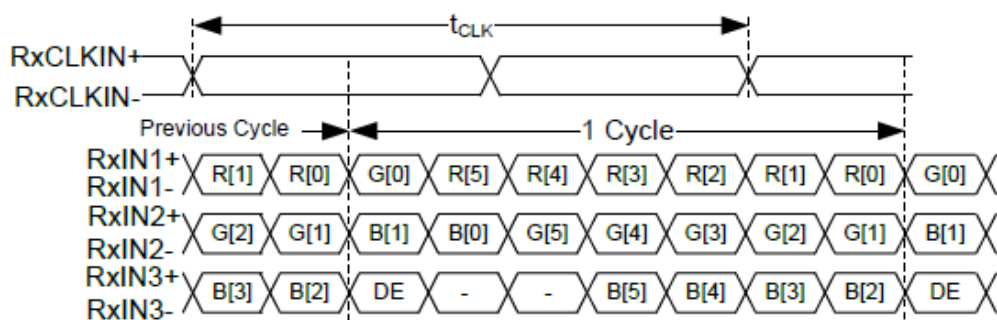 tCLK
RxCLKIN+
RxCLKIN-
Previous Cycle 1 Cycle
RxIN1+
RxIN1-
R[1] R[0] G[0] R[5] R[4] R[3] R[2] R[1] R[0] G[0]
RxIN2+
RxIN2-
G[2] G[1] B[1] B[0] G[5] G[4] G[3] G[2] G[1] B[1]
RxIN3+
RxIN3-
B[3] B[2] DE - - B[5] B[4] B[3] B[2] DE